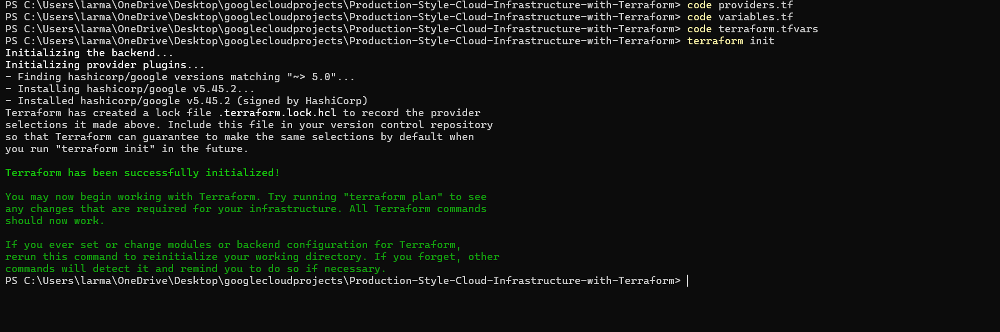 PS C:\Users\larma\OneDrive\Desktop\googlecloudprojects\Production-Style-Cloud-Infrastructure-with-Terraform> code providers.tf
PS C:\Users\larma\OneDrive\Desktop\googlecloudprojects\Production-Style-Cloud-Infrastructure-with-Terraform> code variables.tf
PS C:\Users\larma\OneDrive\Desktop\googlecloudprojects\Production-Style-Cloud-Infrastructure-with-Terraform> code terraform.tfvars
PS C:\Users\larma\OneDrive\Desktop\googlecloudprojects\Production-Style-Cloud-Infrastructure-with-Terraform> terraform init
Initializing the backend...
Initializing provider plugins...
- Finding hashicorp/google versions matching "~> 5.0"...
- Installing hashicorp/google v5.45.2...
- Installed hashicorp/google v5.45.2 (signed by HashiCorp)
Terraform has created a lock file .terraform.lock.hcl to record the provider
selections it made above. Include this file in your version control repository
so that Terraform can guarantee to make the same selections by default when
you run "terraform init" in the future.
Terraform has been successfully initialized!
You may now begin working with Terraform. Try running "terraform plan" to see
any changes that are required for your infrastructure. All Terraform commands
should now work.
If you ever set or change modules or backend configuration for Terraform,
rerun this command to reinitialize your working directory. If you forget, other
commands will detect it and remind you to do so if necessary.
PS C:\Users\larma\OneDrive\Desktop\googlecloudprojects\Production-Style-Cloud-Infrastructure-with-Terraform>